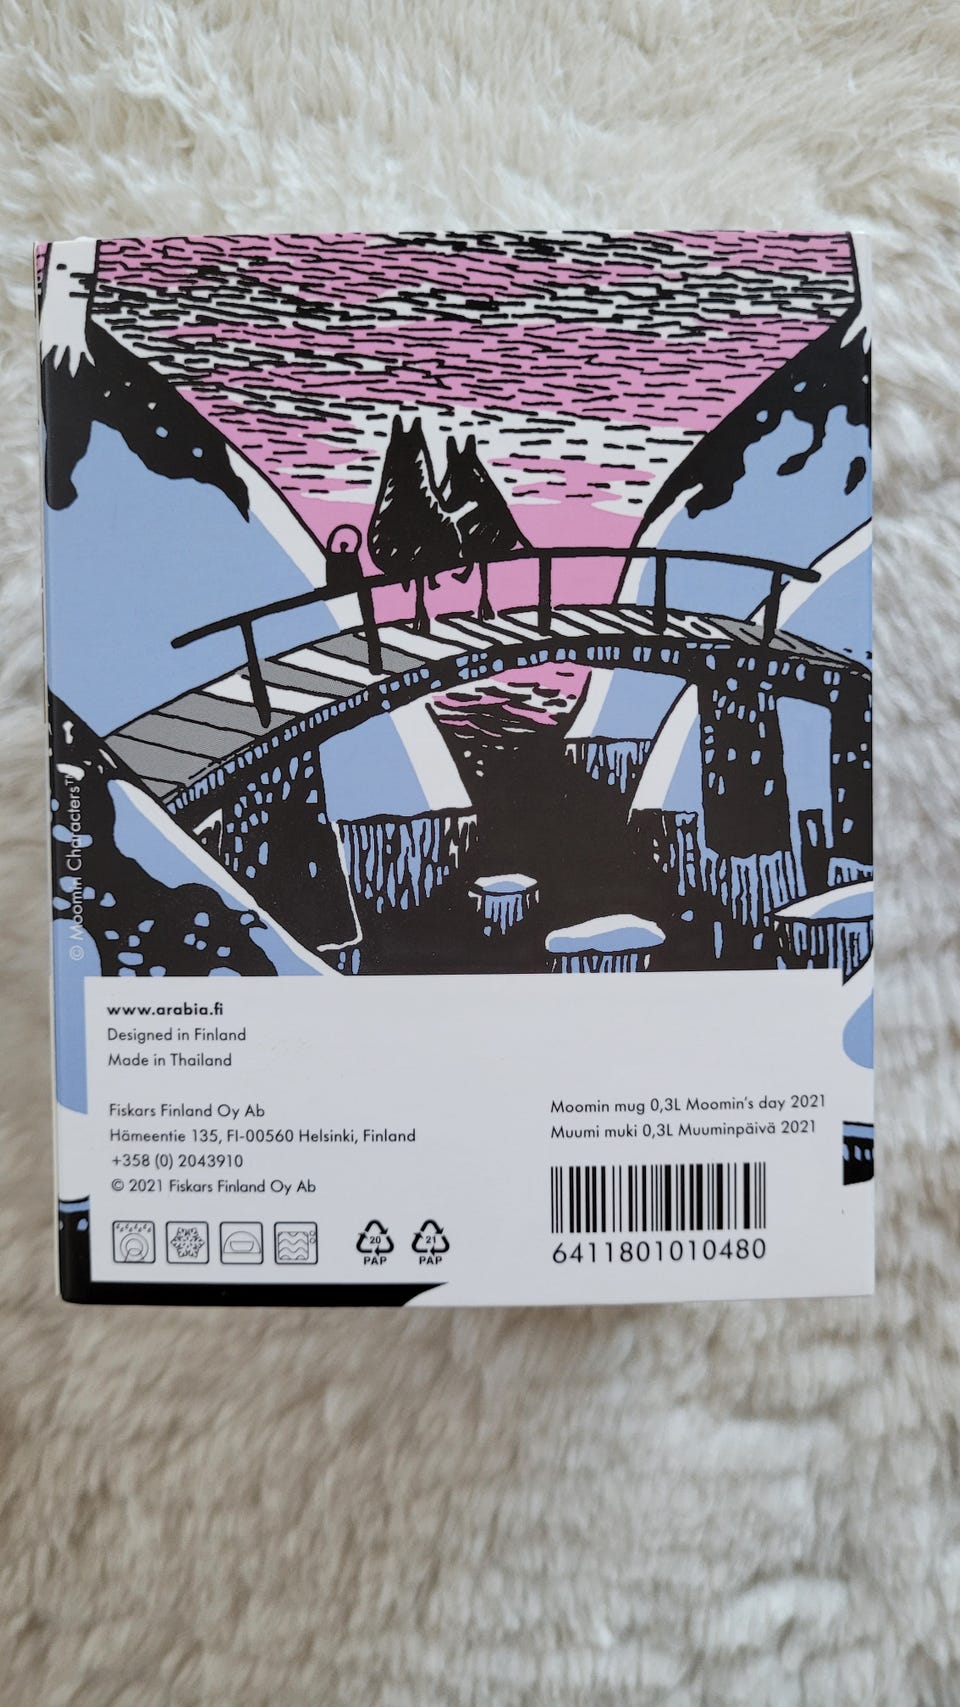 © Moomin Characters™
www.arabia.fi
Designed in Finland
Made in Thailand
Fiskars Finland Oy Ab
Hämeentie 135, FI-00560 Helsinki, Finland
+358 (0) 2043910
© 2021 Fiskars Finland Oy Ab
20
PAP
21
PAP
Moomin mug 0,3L Moomin's day 2021
Muumi muki 0,3L Muuminpäivä 2021
6411801010480